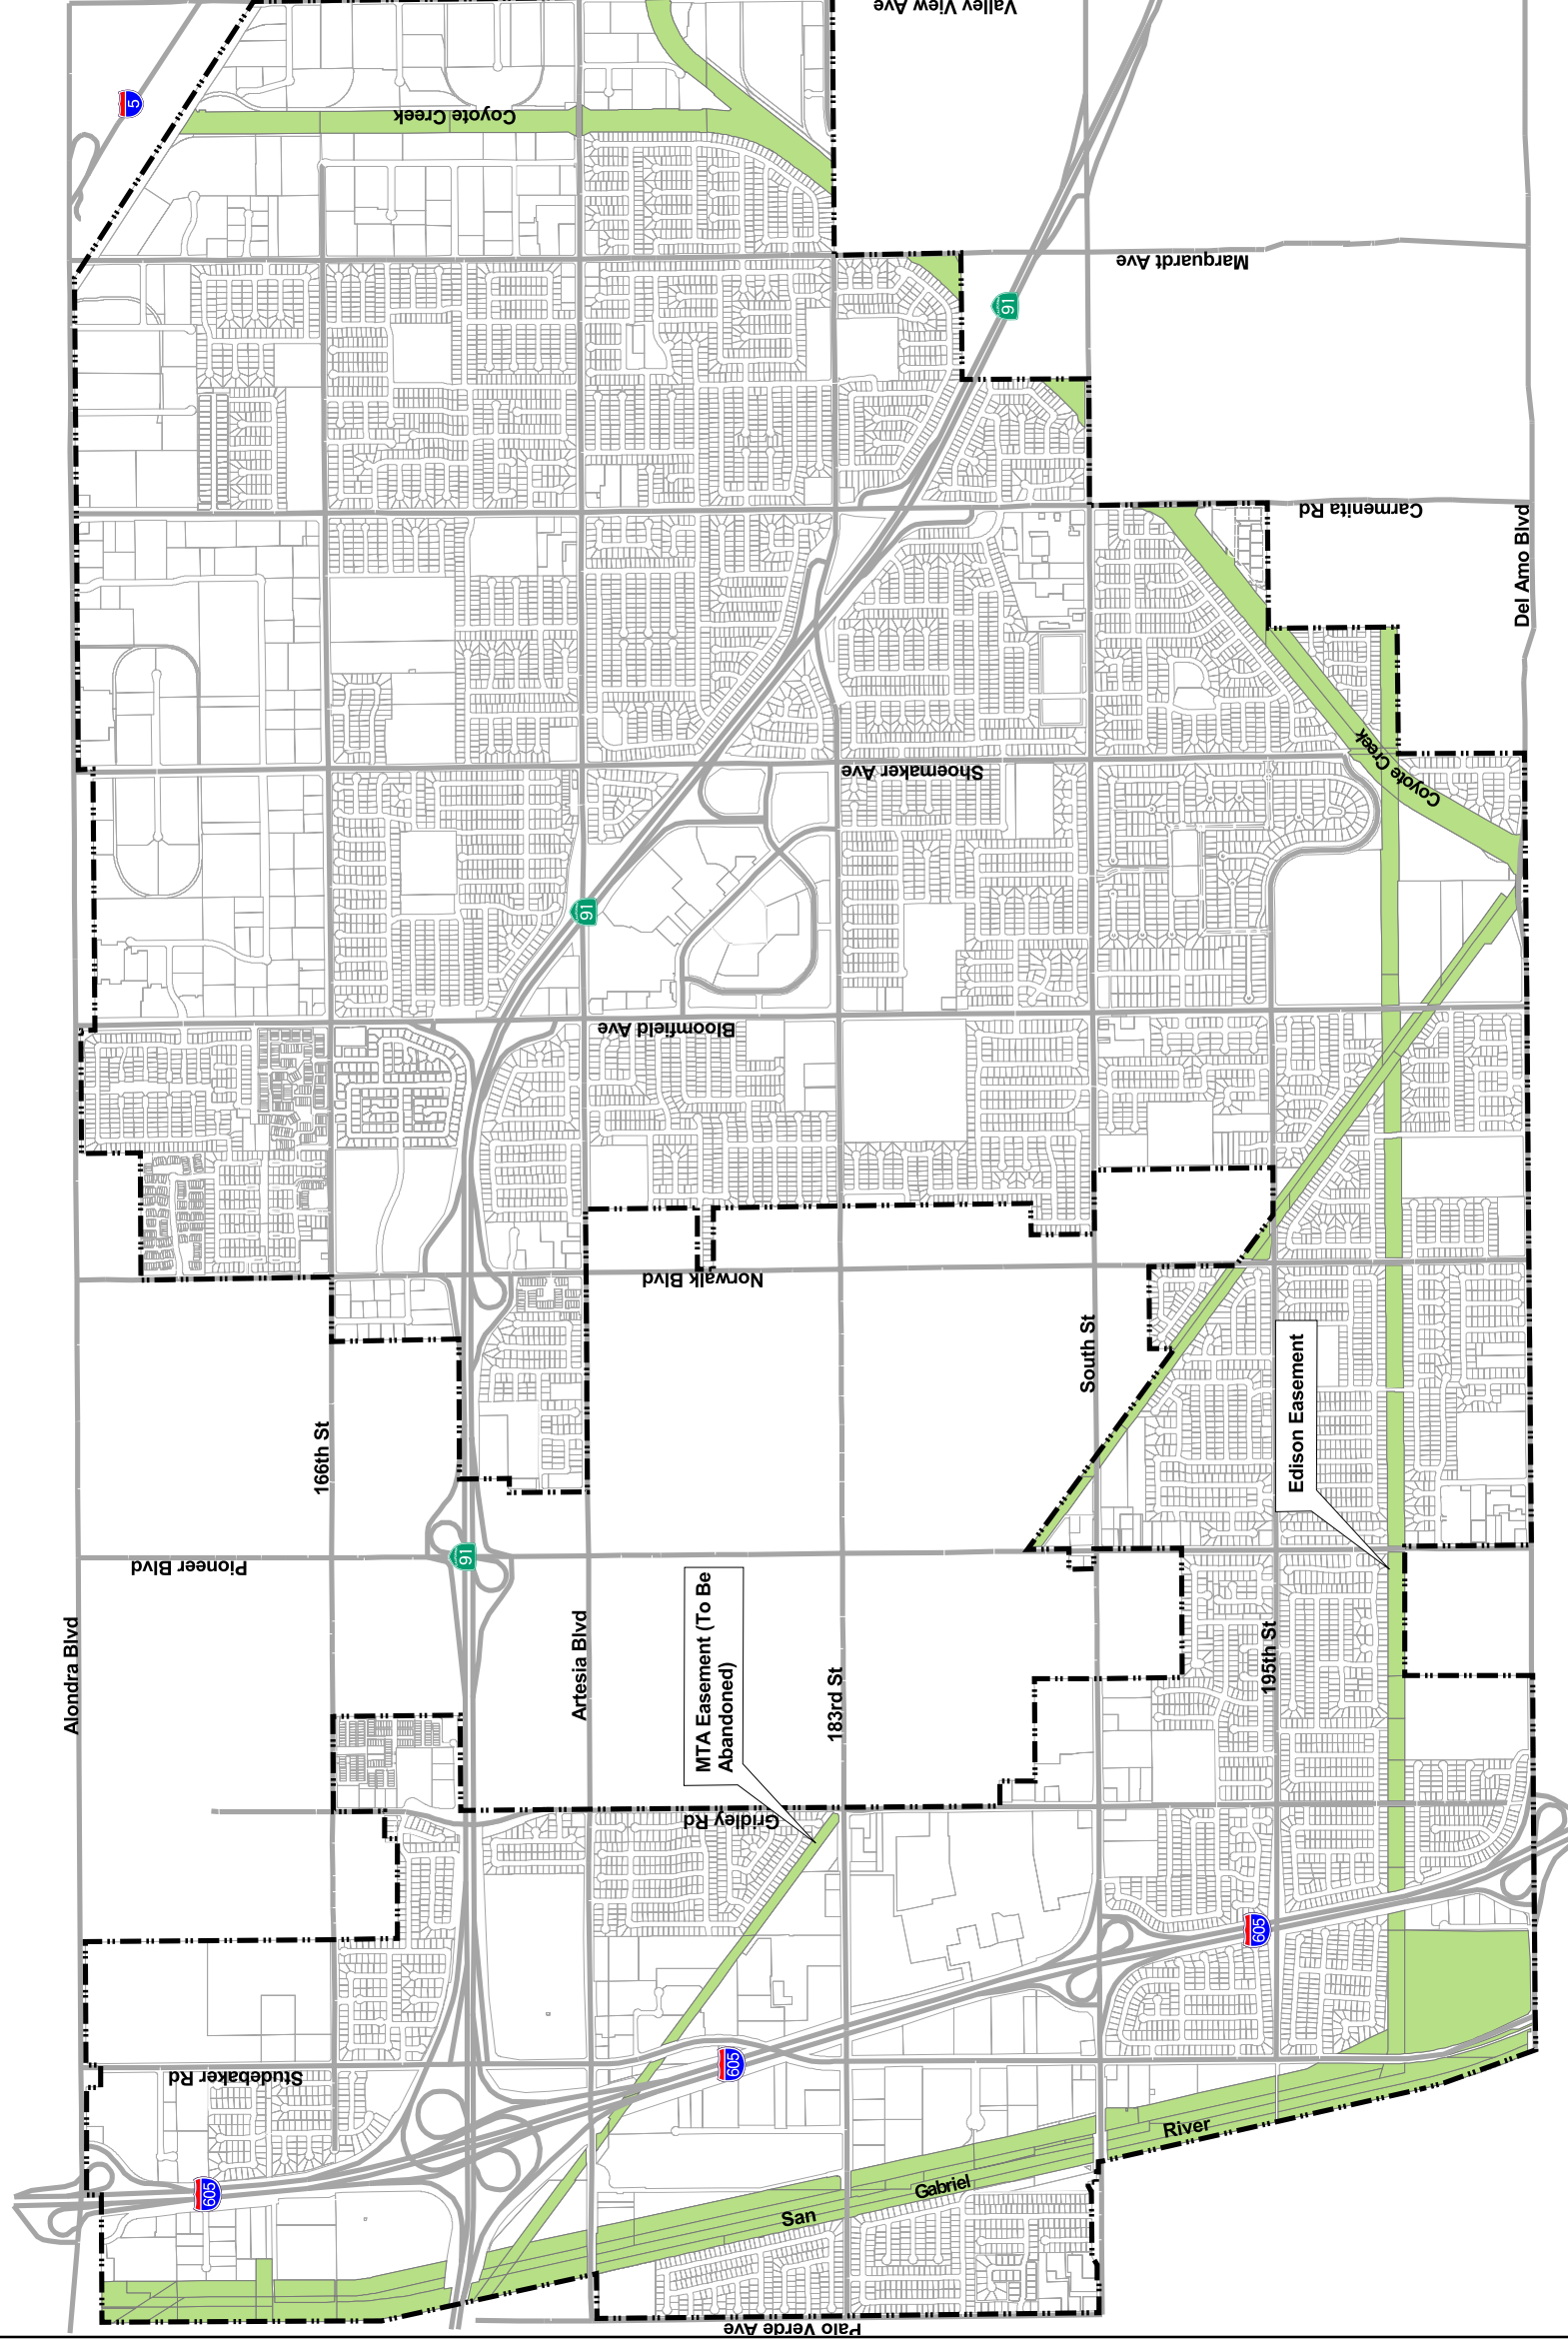 Valley View Ave
5
Coyote Creek
Marquardt Ave
91
Carmenita Rd
Del Amo Blvd
Coyote Creek
Shoemaker Ave
91
Bloomfield Ave
Norwalk Blvd
South St
Edison Easement
166th St
91
Pioneer Blvd
Alondra Blvd
Artesia Blvd
MTA Easement (To Be
Abandoned)
183rd St
195th St
Gridley Rd
605
605
Studebaker Rd
605
San
Gabriel
River
Palo Verde Ave